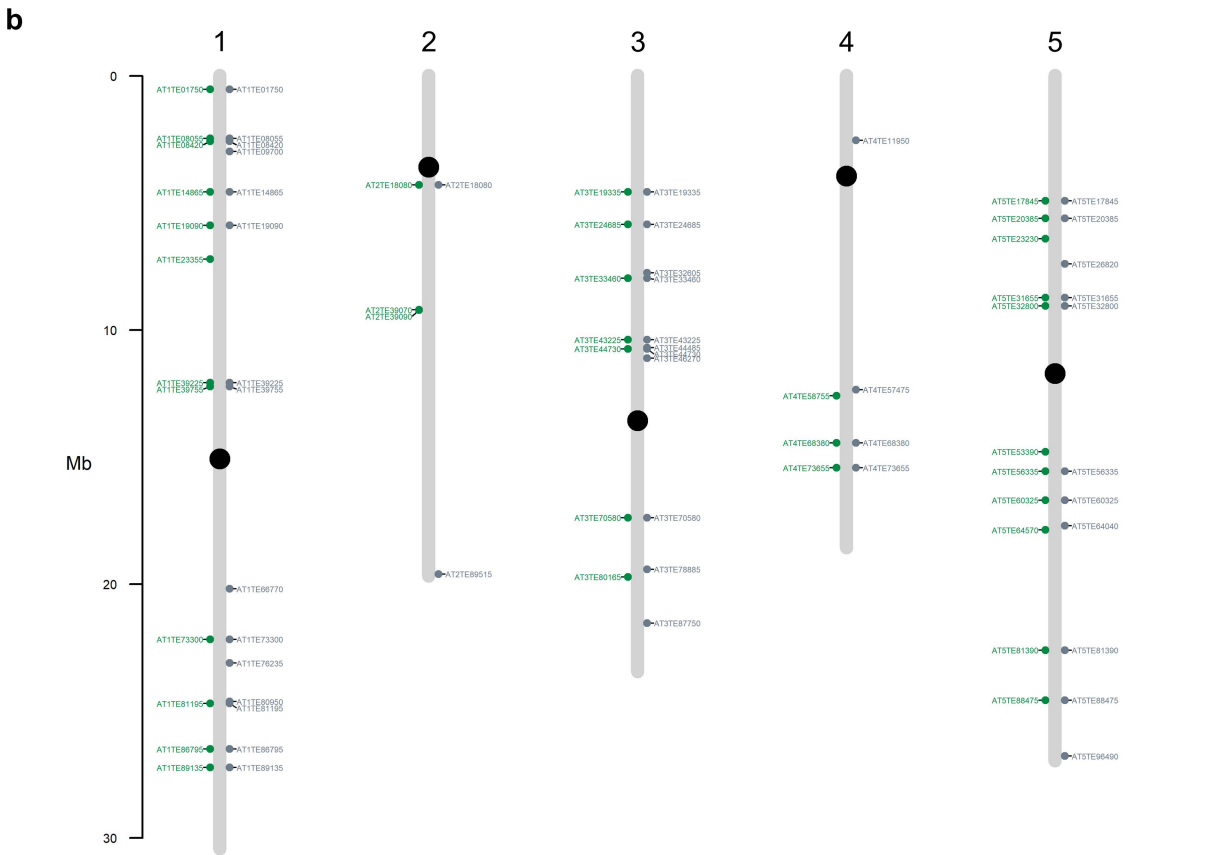 b
1
2
3
4
5
0
10
Mb
20
30
AT1TE01750 AT1TE01750
AT1TE08055 AT1TE08055
AT1TE08420 AT1TE08420
AT1TE09700
AT1TE14865 AT1TE14865
AT1TE19090 AT1TE19090
AT1TE23355
AT1TE39225 AT1TE39225
AT1TE39755 AT1TE39755
AT1TE66770
AT1TE73300 AT1TE73300
AT1TE76235
AT1TE80950
AT1TE81195 AT1TE81195
AT1TE86795 AT1TE86795
AT1TE89135 AT1TE89135
AT2TE18080 AT2TE18080
AT2TE39070
AT2TE39090
AT2TE89515
AT3TE19335 AT3TE19335
AT3TE24685 AT3TE24685
AT3TE32605
AT3TE33460 AT3TE33460
AT3TE43225 AT3TE43225
AT3TE44485
AT3TE44730 AT3TE44730
AT3TE46270
AT3TE70580 AT3TE70580
AT3TE78885
AT3TE80165
AT3TE87750
AT4TE11950
AT4TE57475
AT4TE58755
AT4TE68380 AT4TE68380
AT4TE73655 AT4TE73655
AT5TE17845 AT5TE17845
AT5TE20385 AT5TE20385
AT5TE23230
AT5TE26820
AT5TE31655 AT5TE31655
AT5TE32800 AT5TE32800
AT5TE53390
AT5TE56335 AT5TE56335
AT5TE60325 AT5TE60325
AT5TE64040
AT5TE64570
AT5TE81390 AT5TE81390
AT5TE88475 AT5TE88475
AT5TE96490